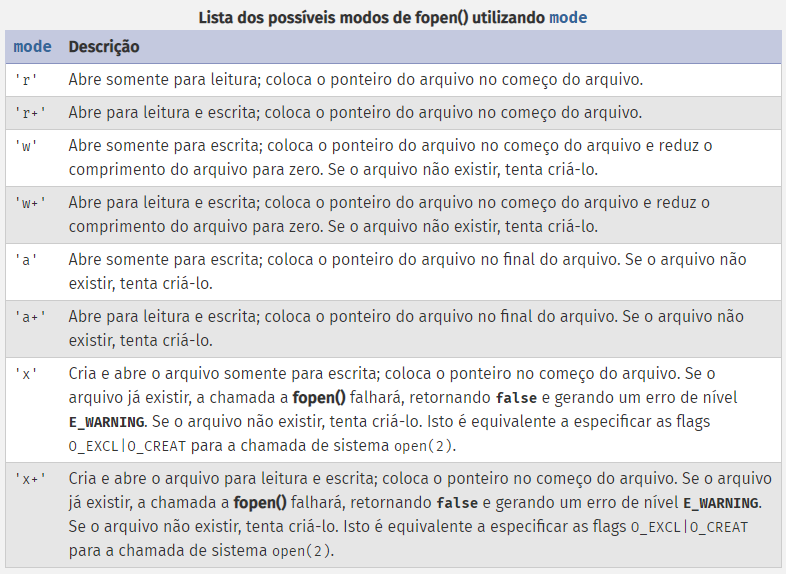 Lista dos possíveis modos de fopen() utilizando mode
mode Descrição
'r' Abre somente para leitura; coloca o ponteiro do arquivo no começo do arquivo.
'r+' Abre para leitura e escrita; coloca o ponteiro do arquivo no começo do arquivo.
'w' Abre somente para escrita; coloca o ponteiro do arquivo no começo do arquivo e reduz o
comprimento do arquivo para zero. Se o arquivo não existir, tenta criá-lo.
'w+' Abre para leitura e escrita; coloca o ponteiro do arquivo no começo do arquivo e reduz o
comprimento do arquivo para zero. Se o arquivo não existir, tenta criá-lo.
'a' Abre somente para escrita; coloca o ponteiro do arquivo no final do arquivo. Se o arquivo não
existir, tenta criá-lo.
'a+' Abre para leitura e escrita; coloca o ponteiro do arquivo no final do arquivo. Se o arquivo não
existir, tenta criá-lo.
'x' Cria e abre o arquivo somente para escrita; coloca o ponteiro no começo do arquivo. Se o
arquivo já existir, a chamada a fopen() falhará, retornando false e gerando um erro de nível
E_WARNING. Se o arquivo não existir, tenta criá-lo. Isto é equivalente a especificar as flags
O_EXCL|O_CREAT para a chamada de sistema open(2).
'x+' Cria e abre o arquivo para leitura e escrita; coloca o ponteiro no começo do arquivo. Se o arquivo
já existir, a chamada a fopen() falhará, retornando false e gerando um erro de nível E_WARNING.
Se o arquivo não existir, tenta criá-lo. Isto é equivalente a especificar as flags O_EXCL|O_CREAT
para a chamada de sistema open(2).